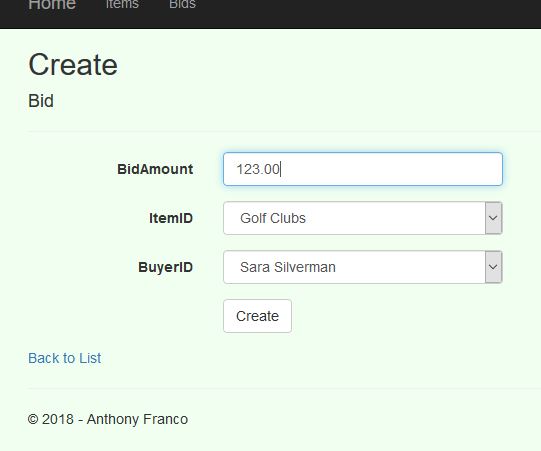 Home Items Bids
Create
Bid
BidAmount 123.00
ItemID Golf Clubs
BuyerID Sara Silverman
Create
Back to List
© 2018 - Anthony Franco